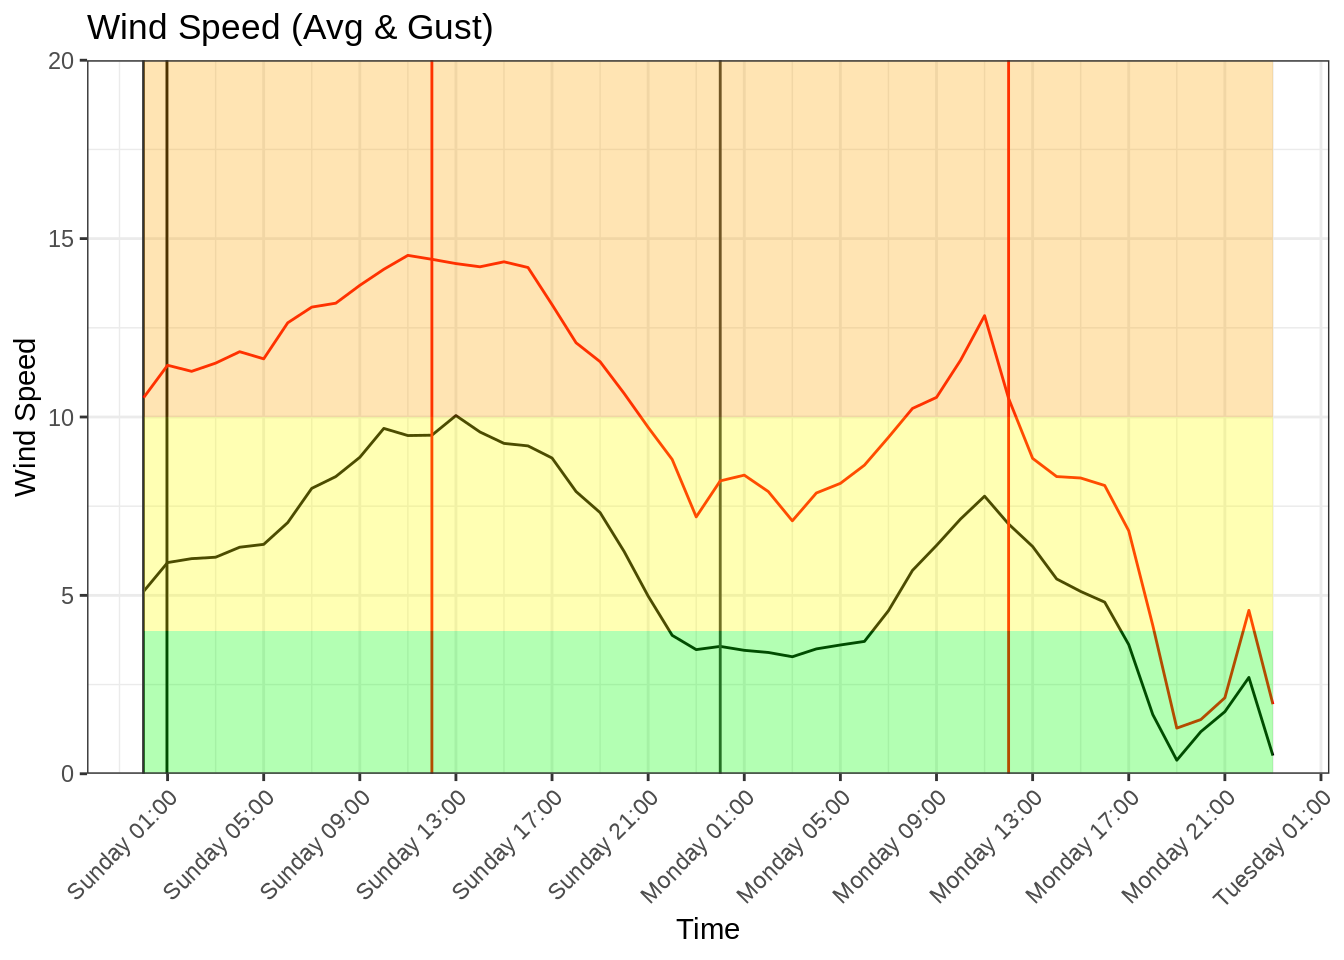 Wind Speed (Avg & Gust)
20
15
10
5
0
Wind Speed
Sunday 01:00
Sunday 05:00
Sunday 09:00
Sunday 13:00
Sunday 17:00
Sunday 21:00
Monday 01:00
Monday 05:00
Monday 09:00
Monday 13:00
Monday 17:00
Monday 21:00
Tuesday 01:00
Time